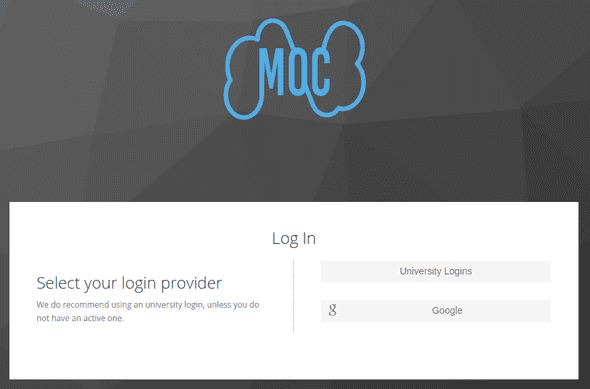 MOC
Log In
Select your login provider
We do recommend using an university login, unless you do
not have an active one.
University Logins
g Google